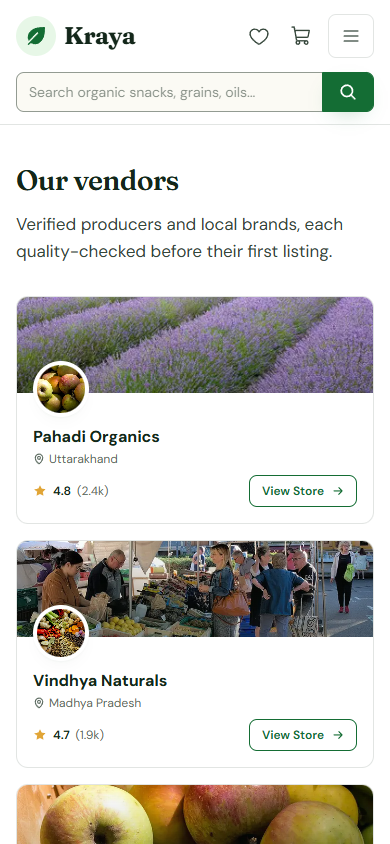 Kraya
Search organic snacks, grains, oils...
Our vendors
Verified producers and local brands, each
quality-checked before their first listing.
Pahadi Organics
Uttarakhand
4.8 (2.4k)
View Store →
Vindhya Naturals
Madhya Pradesh
4.7 (1.9k)
View Store →